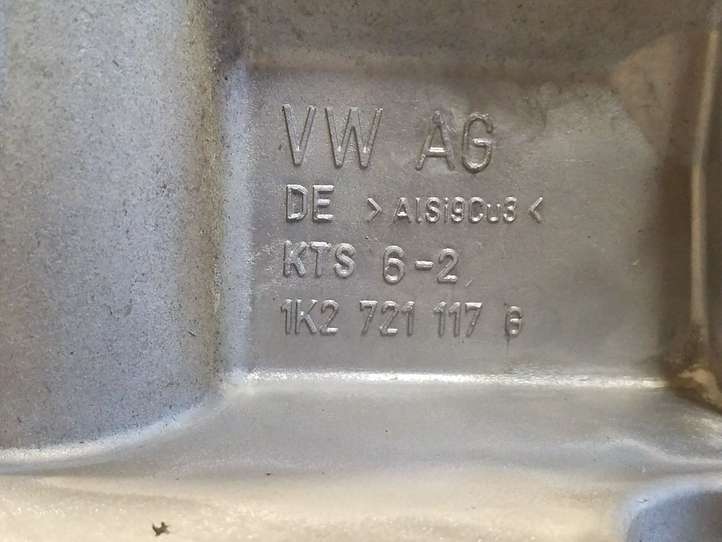 VW AG
DE >AlSi9Cu3<
KTS 6-2
1K2 721 117